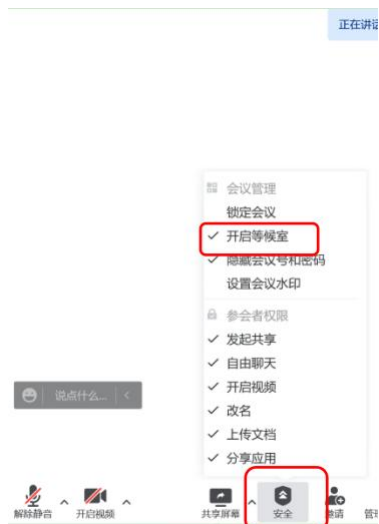 正在讲话
会议管理
锁定会议
开启等候室
隐藏会议号和密码
设置会议水印
参会者权限
发起共享
自由聊天
开启视频
改名
上传文档
分享应用
说点什么...
解除静音 开启视频 共享屏幕 安全 邀请 管理